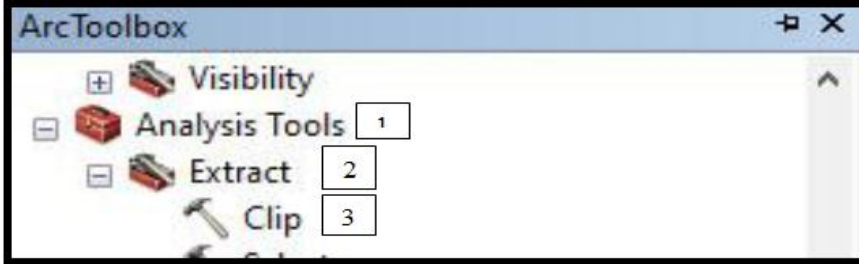 ArcToolbox
Visibility
Analysis Tools 1
Extract 2
Clip 3